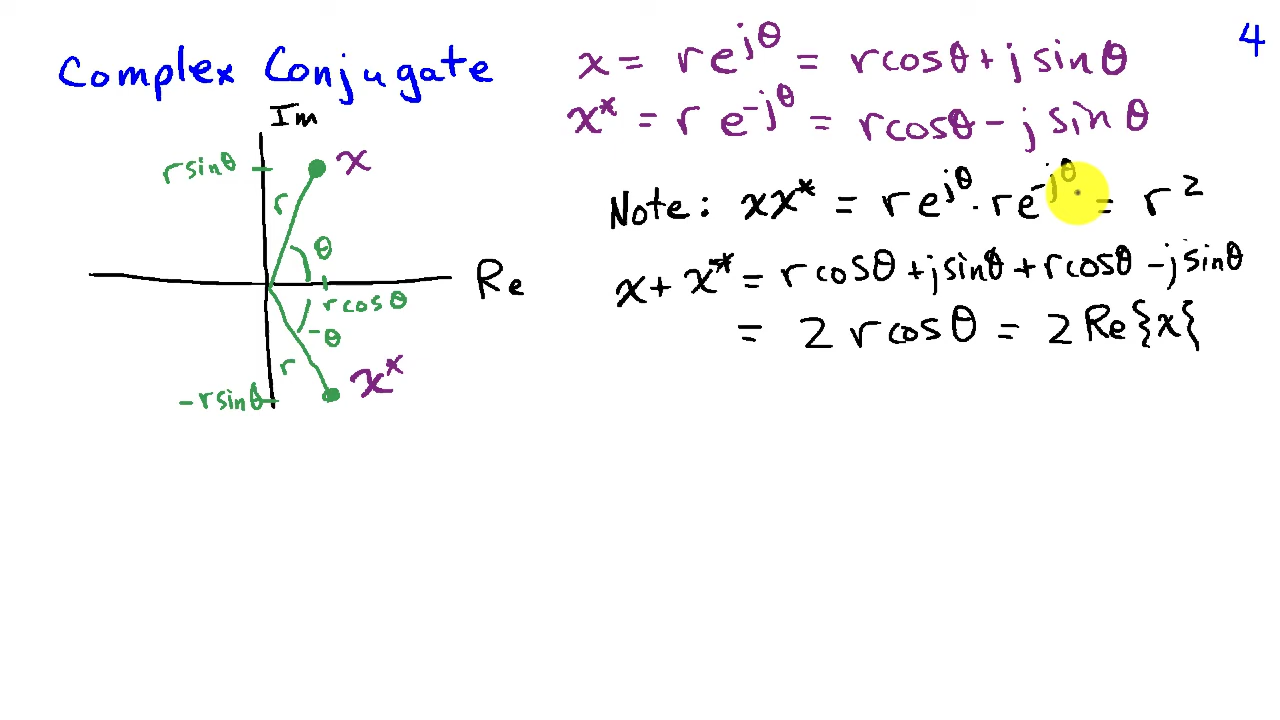 Complex Conjugate
x = re^{jθ} = rcosθ + j sinθ
4
x* = r e^{-jθ} = rcosθ - j sinθ
Im
rsinθ
x
r
θ
Re
rcosθ
-θ
r
x*
-rsinθ
Note: xx* = re^{jθ} · re^{-jθ} = r²
x + x* = rcosθ + jsinθ + rcosθ - jsinθ
= 2 rcosθ = 2 Re{x{